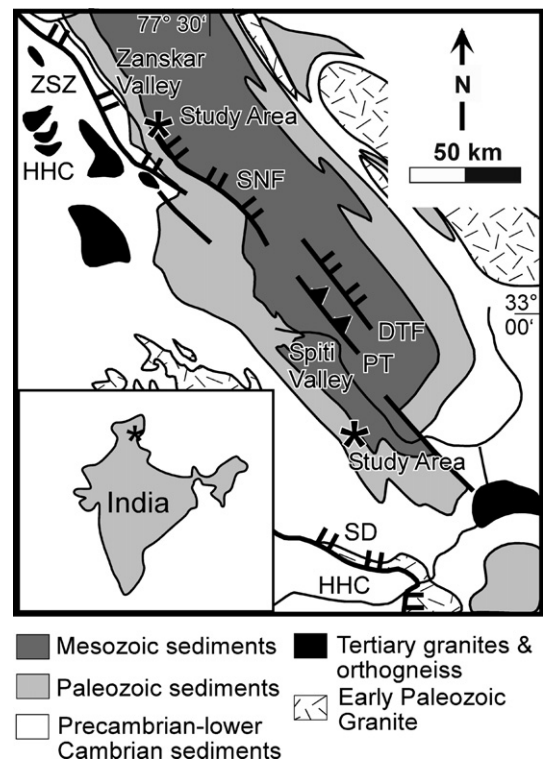 77° 30'
ZSZ
Zanskar
Valley
Study Area
HHC
SNF
N
50 km
33°
00'
DTF
PT
Spiti
Valley
Study Area
India
SD
HHC
Mesozoic sediments
Paleozoic sediments
Precambrian-lower
Cambrian sediments
Tertiary granites &
orthogneiss
Early Paleozoic
Granite